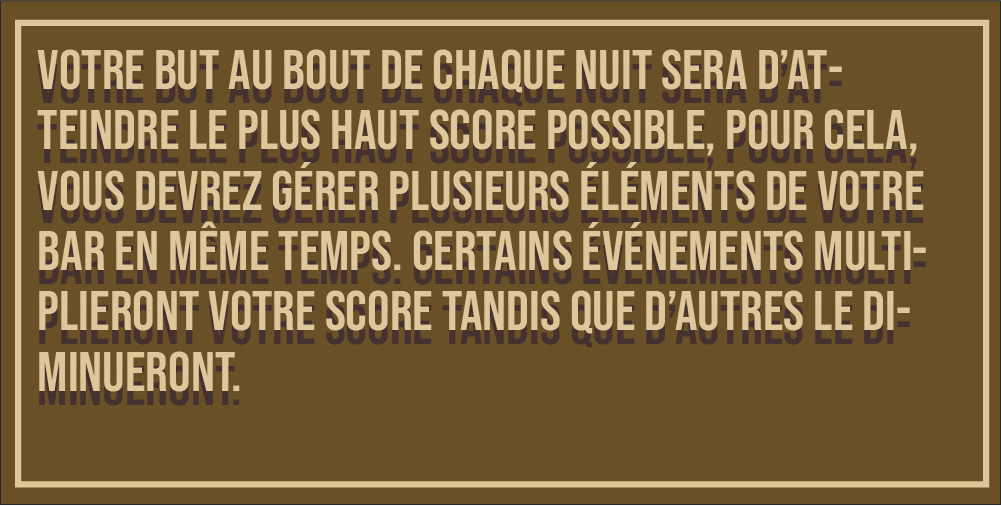 VOTRE BUT AU BOUT DE CHAQUE NUIT SERA D’AT-
TEINDRE LE PLUS HAUT SCORE POSSIBLE, POUR CELA,
VOUS DEVREZ GÉRER PLUSIEURS ÉLÉMENTS DE VOTRE
BAR EN MÊME TEMPS. CERTAINS ÉVÉNEMENTS MULTI-
PLIERONT VOTRE SCORE TANDIS QUE D’AUTRES LE DI-
MINUERONT.